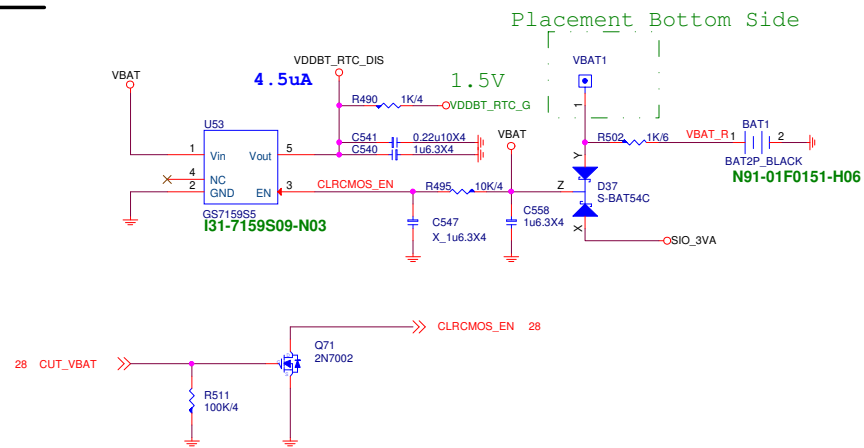 Placement Bottom Side
VBAT
VDDBT_RTC_DIS
4.5uA
1.5V
VBAT1
1
R490
1K/4
VDDBT_RTC_G
U53
C541
0.22u10X4
C540
1u6.3X4
VBAT
R502
1K/6
VBAT_R
1
BAT1
2
BAT2P_BLACK
N91-01F0151-H06
1
Vin
Vout
5
4
NC
2
GND
EN
3
CLRCMOS_EN
R495
10K/4
Y
Z
D37
S-BAT54C
X
GS7159S5
I31-7159S09-N03
C547
X_1u6.3X4
C558
1u6.3X4
SIO_3VA
CLRCMOS_EN 28
Q71
2N7002
28 CUT_VBAT
R511
100K/4